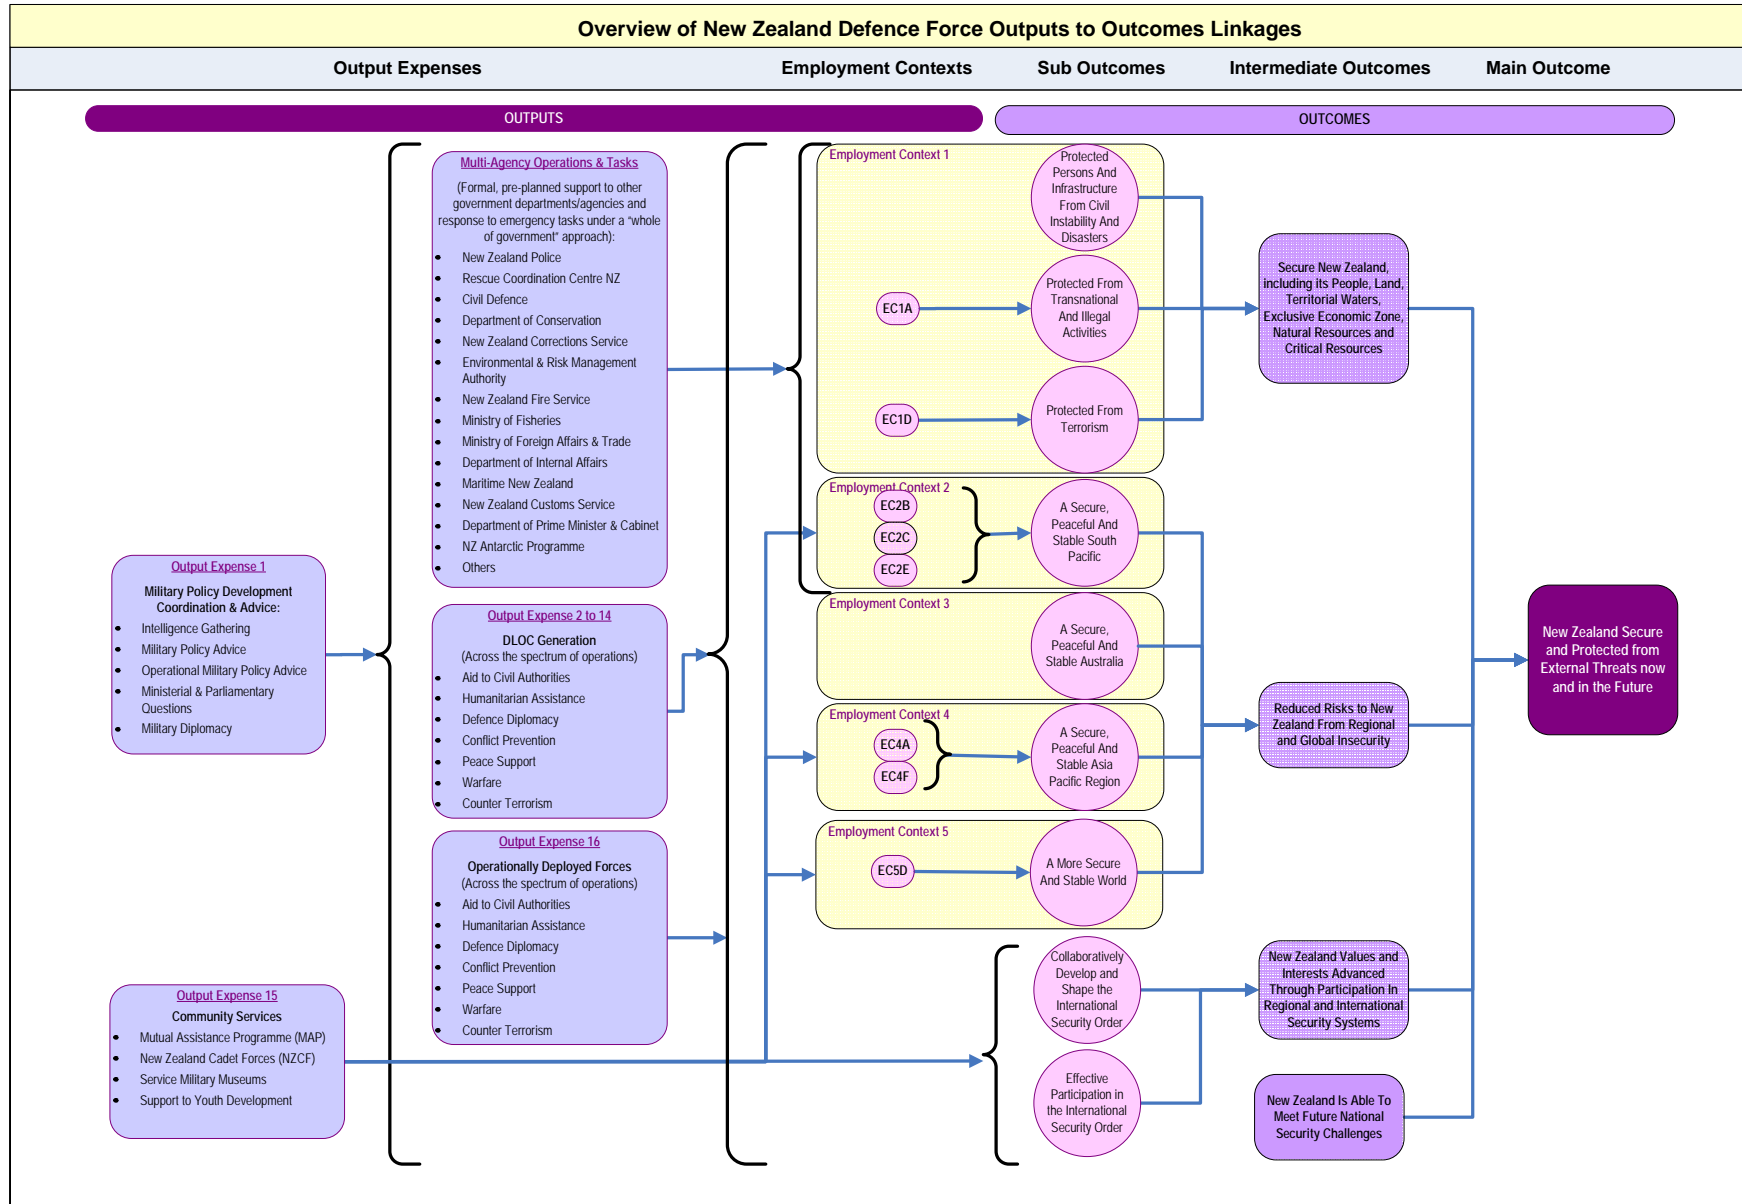 Overview of New Zealand Defence Force Outputs to Outcomes Linkages
Output Expenses
Employment Contexts
Sub Outcomes
Intermediate Outcomes
Main Outcome
OUTPUTS
OUTCOMES
Output Expense 1
Military Policy Development
Coordination & Advice:
Intelligence Gathering
Military Policy Advice
Operational Military Policy Advice
Ministerial & Parliamentary
Questions
Military Diplomacy
Output Expense 15
Community Services
Mutual Assistance Programme (MAP)
New Zealand Cadet Forces (NZCF)
Service Military Museums
Support to Youth Development
Multi-Agency Operations & Tasks
(Formal, pre-planned support to other
government departments/agencies and
response to emergency tasks under a “whole
of government” approach):
New Zealand Police
Rescue Coordination Centre NZ
Civil Defence
Department of Conservation
New Zealand Corrections Service
Environmental & Risk Management
Authority
New Zealand Fire Service
Ministry of Fisheries
Ministry of Foreign Affairs & Trade
Department of Internal Affairs
Maritime New Zealand
New Zealand Customs Service
Department of Prime Minister & Cabinet
NZ Antarctic Programme
Others
Output Expense 2 to 14
DLOC Generation
(Across the spectrum of operations)
Aid to Civil Authorities
Humanitarian Assistance
Defence Diplomacy
Conflict Prevention
Peace Support
Warfare
Counter Terrorism
Output Expense 16
Operationally Deployed Forces
(Across the spectrum of operations)
Aid to Civil Authorities
Humanitarian Assistance
Defence Diplomacy
Conflict Prevention
Peace Support
Warfare
Counter Terrorism
Employment Context 1
EC1A
EC1D
Employment Context 2
EC2B
EC2C
EC2E
Employment Context 3
Employment Context 4
EC4A
EC4F
Employment Context 5
EC5D
Protected
Persons And
Infrastructure
From Civil
Instability And
Disasters
Protected From
Transnational
And Illegal
Activities
Protected From
Terrorism
A Secure,
Peaceful And
Stable South
Pacific
A Secure,
Peaceful And
Stable Australia
A Secure,
Peaceful And
Stable Asia
Pacific Region
A More Secure
And Stable World
Collaboratively
Develop and
Shape the
International
Security Order
Effective
Participation in
the International
Security Order
Secure New Zealand,
including its People, Land,
Territorial Waters,
Exclusive Economic Zone,
Natural Resources and
Critical Resources
Reduced Risks to New
Zealand From Regional
and Global Insecurity
New Zealand Values and
Interests Advanced
Through Participation In
Regional and International
Security Systems
New Zealand Is Able To
Meet Future National
Security Challenges
New Zealand Secure
and Protected from
External Threats now
and in the Future